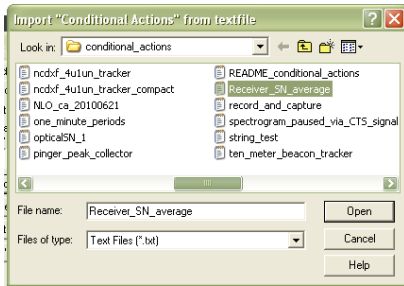 Import "Conditional Actions" from textfile
Look in: conditional_actions
ncdxf_4u1un_tracker
ncdxf_4u1un_tracker_compact
NLO_ca_20100621
one_minute_periods
opticalSN_1
pinger_peak_collector
README_conditional_actions
Receiver_SN_average
record_and_capture
spectrogram_paused_via_CTS_signal
string_test
ten_meter_beacon_tracker
File name: Receiver_SN_average Open
Files of type: Text Files (*.txt) Cancel
Help